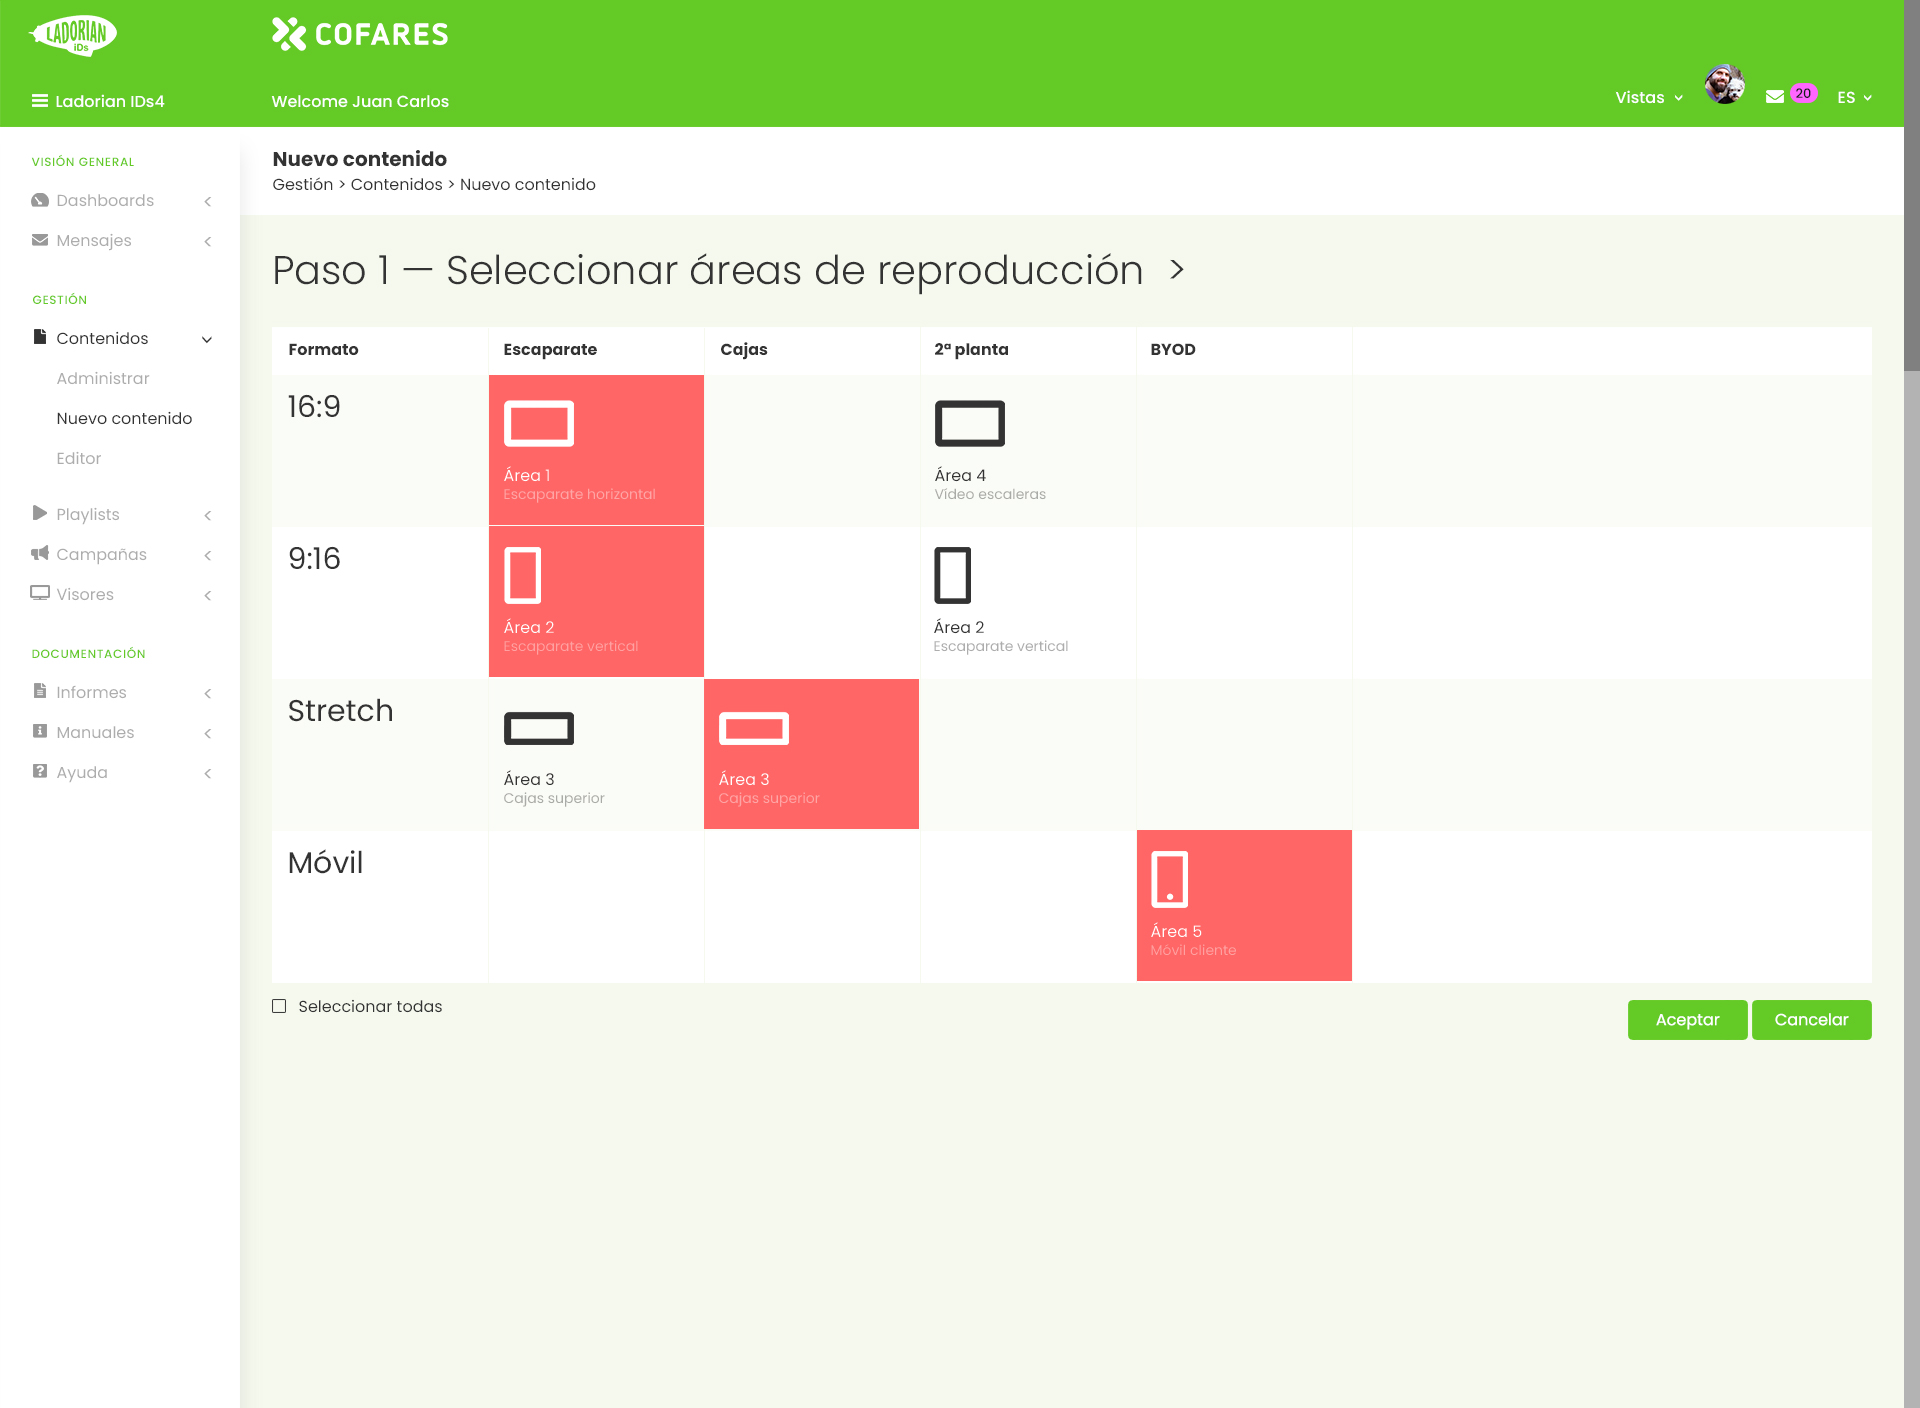 LADORIAN
iDs
COFARES
Ladorian IDs4
Welcome Juan Carlos
Vistas
20
ES
VISIÓN GENERAL
Dashboards
Mensajes
GESTIÓN
Contenidos
Administrar
Nuevo contenido
Editor
Playlists
Campañas
Visores
DOCUMENTACIÓN
Informes
Manuales
Ayuda
Nuevo contenido
Gestión > Contenidos > Nuevo contenido
Paso 1 — Seleccionar áreas de reproducción >
Formato Escaparate Cajas 2ª planta BYOD
16:9
Área 1
Escaparate horizontal
Área 4
Vídeo escaleras
9:16
Área 2
Escaparate vertical
Área 2
Escaparate vertical
Stretch
Área 3
Cajas superior
Área 3
Cajas superior
Móvil
Área 5
Móvil cliente
Seleccionar todas
Aceptar
Cancelar